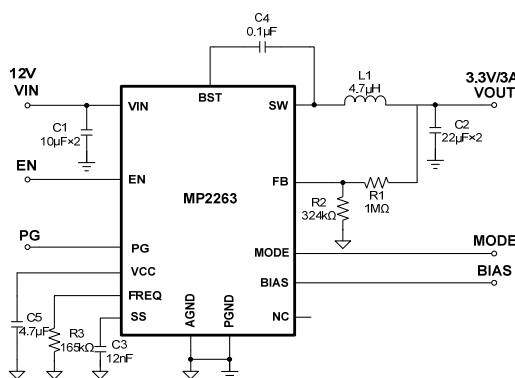 C4
0.1μF
12V
VIN
C1
10μF×2
EN
PG
VIN
BST
SW
EN
MP2263
FB
PG
VCC
FREQ
SS
MODE
BIAS
NC
AGND
PGND
L1
4.7μH
3.3V/3A
VOUT
C2
22μF×2
R2
324kΩ
R1
1MΩ
MODE
BIAS
C5
4.7μF
R3
165kΩ
C3
12nF